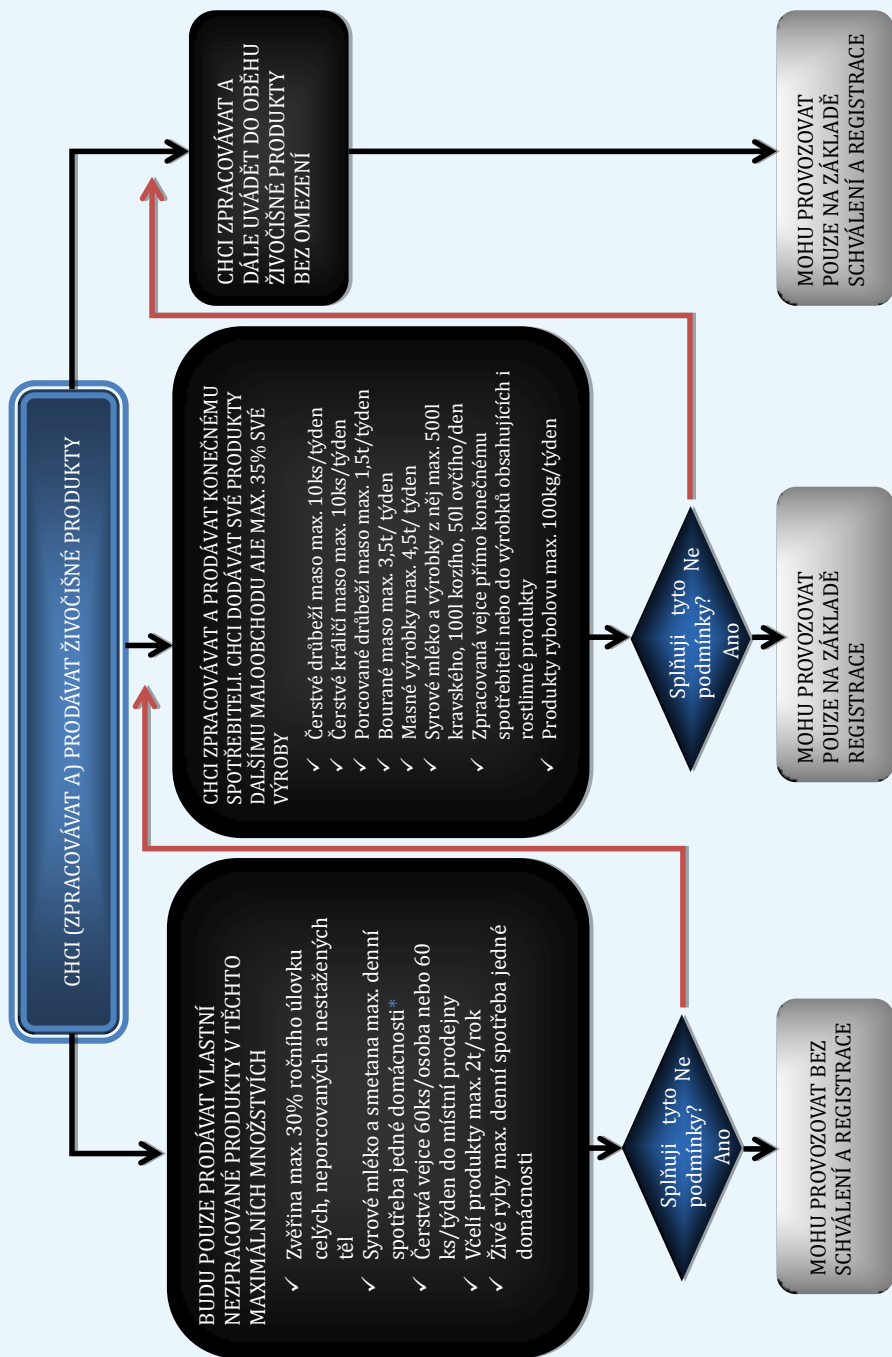 CHCI (ZPRACOVÁVAT A) PRODÁVAT ŽIVOČIŠNÉ PRODUKTY
BUDU POUZE PRODÁVAT VLASTNÍ
NEZPRACOVANÉ PRODUKTY V TĚCHTO
MAXIMÁLNÍCH MNOŽSTVÍCH
✓ Zvěřina max. 30% ročního úlovku
celých, neporcovaných a nestažených
těl
✓ Syrové mléko a smetana max. denní
spotřeba jedné domácnosti*
✓ Čerstvá vejce 60ks/osoba nebo 60
ks/týden do místní prodejny
✓ Včelí produkty max. 2t/rok
✓ Živé ryby max. denní spotřeba jedné
domácnosti
Splňuji tyto
podmínky?
Ne
Ano
MOHU PROVOZOVAT BEZ
SCHVÁLENÍ A REGISTRACE
CHCI ZPRACOVÁVAT A PRODÁVAT KONEČNÉMU
SPOTŘEBITELI. CHCI DODÁVAT SVÉ PRODUKTY
DALŠÍMU MALOOBCHODU ALE MAX. 35% SVÉ
VÝROBY
✓ Čerstvé drůbeží maso max. 10ks/týden
✓ Čerstvé králičí maso max. 10ks/týden
✓ Porcované drůbeží maso max. 1,5t/týden
✓ Bourané maso max. 3,5t/ týden
✓ Masné výrobky max. 4,5t/ týden
✓ Syrové mléko a výrobky z něj max. 500l
kravského, 100l kozího, 50l ovčího/den
✓ Zpracovaná vejce přímo konečnému
spotřebiteli nebo do výrobků obsahujících i
rostlinné produkty
✓ Produkty rybolovu max. 100kg/týden
Splňuji tyto
podmínky?
Ne
Ano
MOHU PROVOZOVAT
POUZE NA ZÁKLADĚ
REGISTRACE
CHCI ZPRACOVÁVAT A
DÁLE UVÁDĚT DO OBĚHU
ŽIVOČIŠNÉ PRODUKTY
BEZ OMEZENÍ
MOHU PROVOZOVAT
POUZE NA ZÁKLADĚ
SCHVÁLENÍ A REGISTRACE